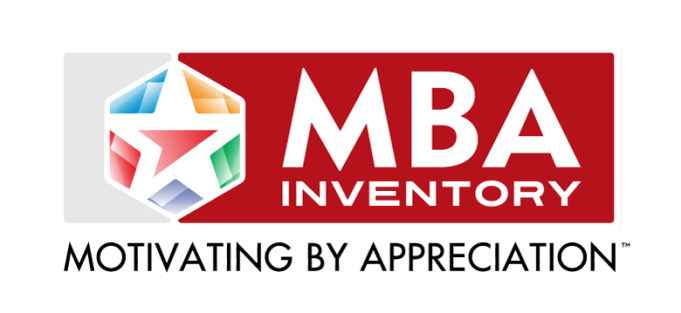 MBA
INVENTORY
MOTIVATING BY APPRECIATION™